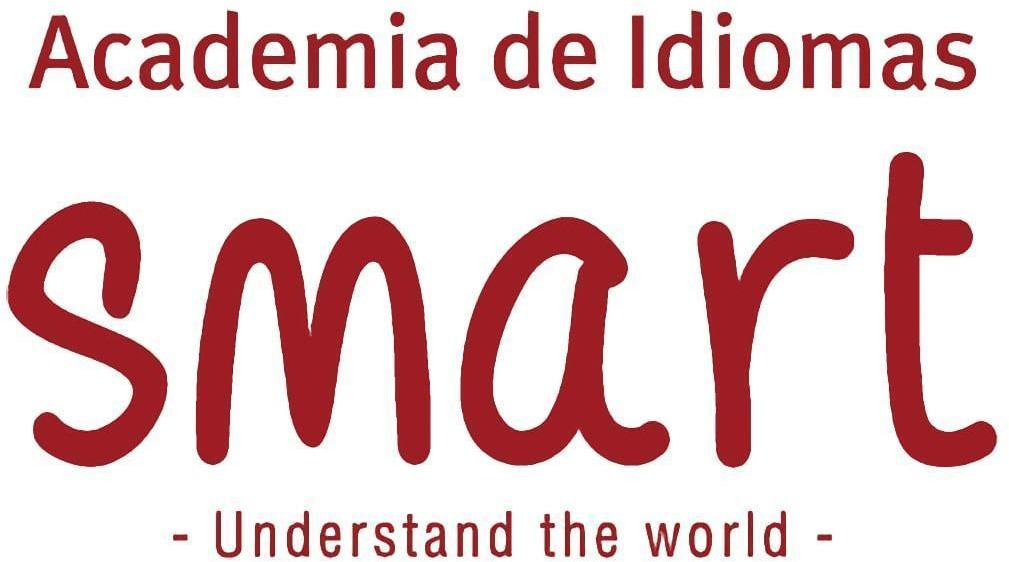 Academia de Idiomas
smart
- Understand the world -